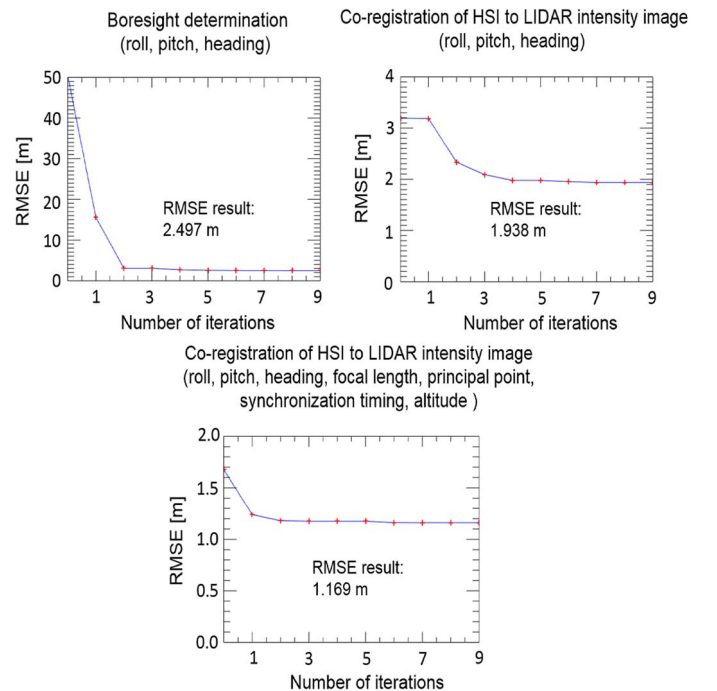 Boresight determination
(roll, pitch, heading)
50
40
30
20
10
0
RMSE [m]
RMSE result:
2.497 m
1 3 5 7 9
Number of iterations
Co-registration of HSI to LIDAR intensity image
(roll, pitch, heading)
4
3
2
1
0
RMSE [m]
RMSE result:
1.938 m
1 3 5 7 9
Number of iterations
Co-registration of HSI to LIDAR intensity image
(roll, pitch, heading, focal length, principal point,
synchronization timing, altitude )
2.0
1.5
1.0
0.5
0.0
RMSE [m]
RMSE result:
1.169 m
1 3 5 7 9
Number of iterations